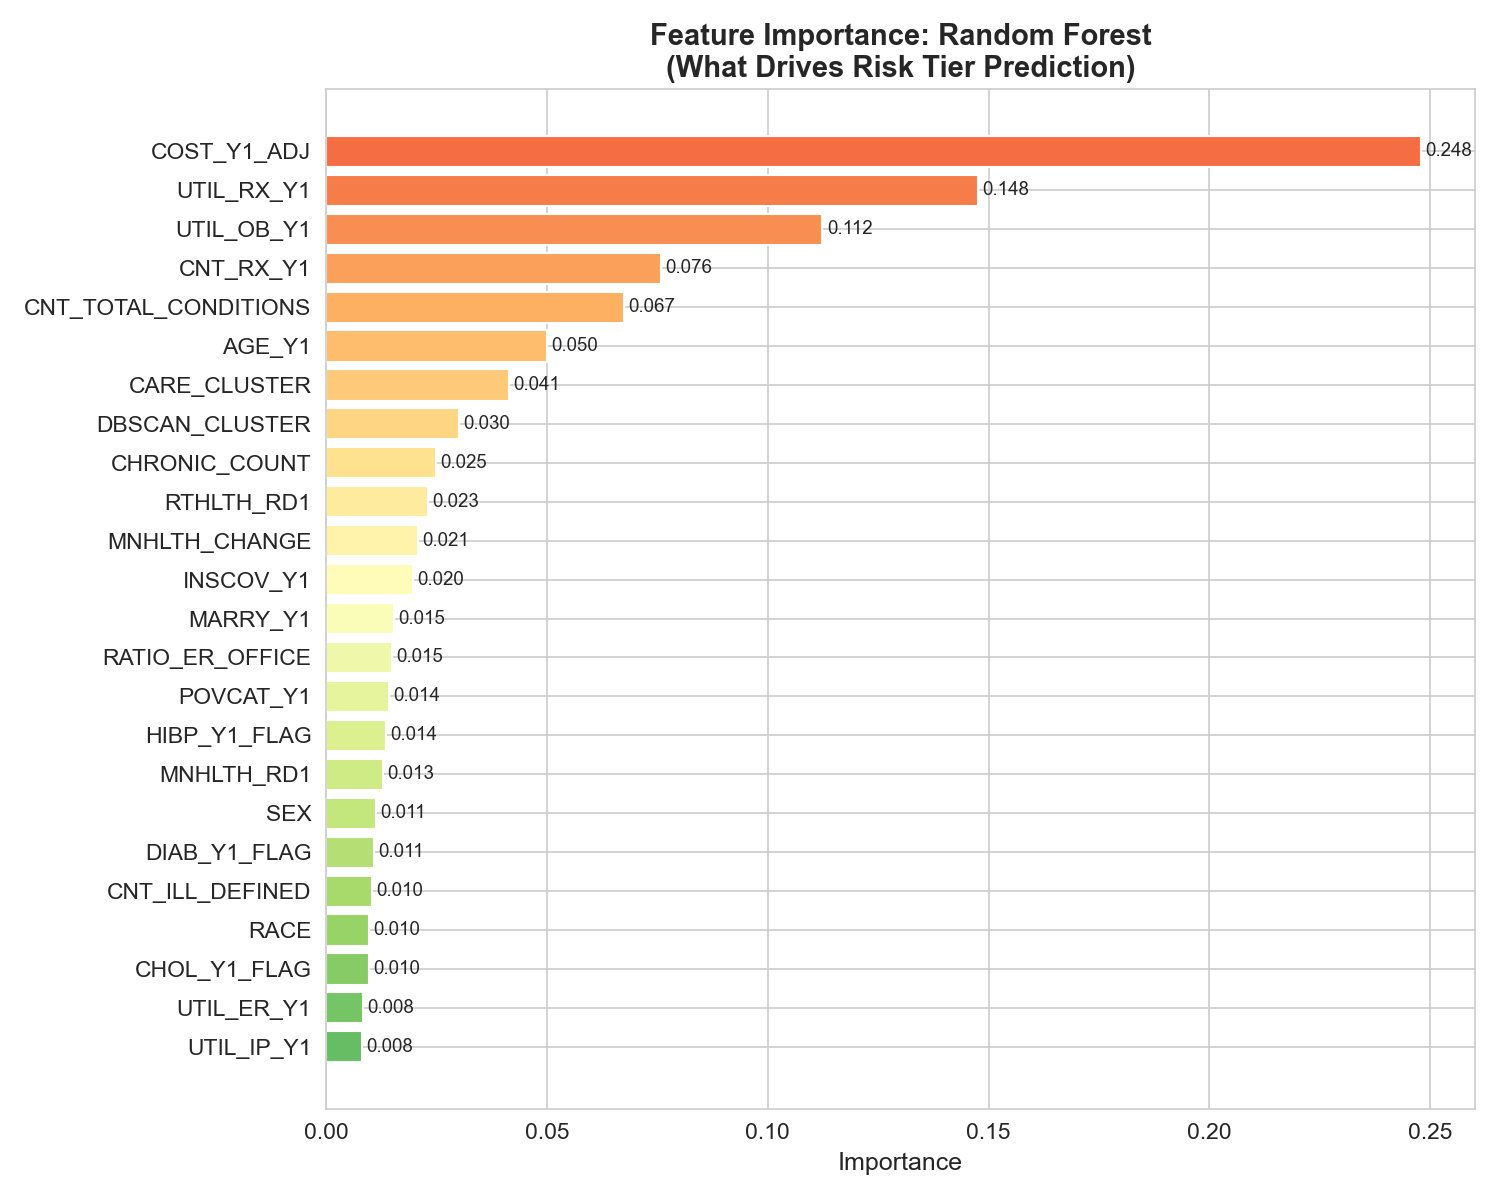 Feature Importance: Random Forest
(What Drives Risk Tier Prediction)
COST_Y1_ADJ 0.248
UTIL_RX_Y1 0.148
UTIL_OB_Y1 0.112
CNT_RX_Y1 0.076
CNT_TOTAL_CONDITIONS 0.067
AGE_Y1 0.050
CARE_CLUSTER 0.041
DBSCAN_CLUSTER 0.030
CHRONIC_COUNT 0.025
RTHLTH_RD1 0.023
MNHLTH_CHANGE 0.021
INSCOV_Y1 0.020
MARRY_Y1 0.015
RATIO_ER_OFFICE 0.015
POVCAT_Y1 0.014
HIBP_Y1_FLAG 0.014
MNHLTH_RD1 0.013
SEX 0.011
DIAB_Y1_FLAG 0.011
CNT_ILL_DEFINED 0.010
RACE 0.010
CHOL_Y1_FLAG 0.010
UTIL_ER_Y1 0.008
UTIL_IP_Y1 0.008
0.00 0.05 0.10 0.15 0.20 0.25
Importance